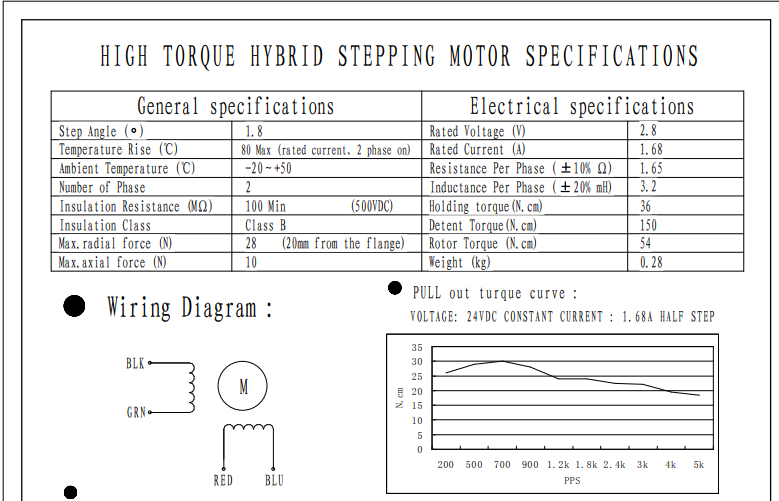 HIGH TORQUE HYBRID STEPPING MOTOR SPECIFICATIONS
General specifications Electrical specifications
Step Angle (°) 1.8 Rated Voltage (V) 2.8
Temperature Rise (℃) 80 Max (rated current、2 phase on) Rated Current (A) 1.68
Ambient Temperature (℃) -20~+50 Resistance Per Phase (±10% Ω) 1.65
Number of Phase 2 Inductance Per Phase (±20% mH) 3.2
Insulation Resistance (MΩ) 100 Min (500VDC) Holding torque(N.cm) 36
Insulation Class Class B Detent Torque(N.cm) 150
Max.radial force (N) 28 (20mm from the flange) Rotor Torque (N.cm) 54
Max.axial force (N) 10 Weight (kg) 0.28
Wiring Diagram:
BLK
M
GRN
RED BLU
PULL out turque curve:
VOLTAGE: 24VDC CONSTANT CURRENT : 1.68A HALF STEP
35
30
25
20
15
10
5
0
N.cm
200 500 700 900 1.2k 1.8k 2.4k 3k 4k 5k
PPS